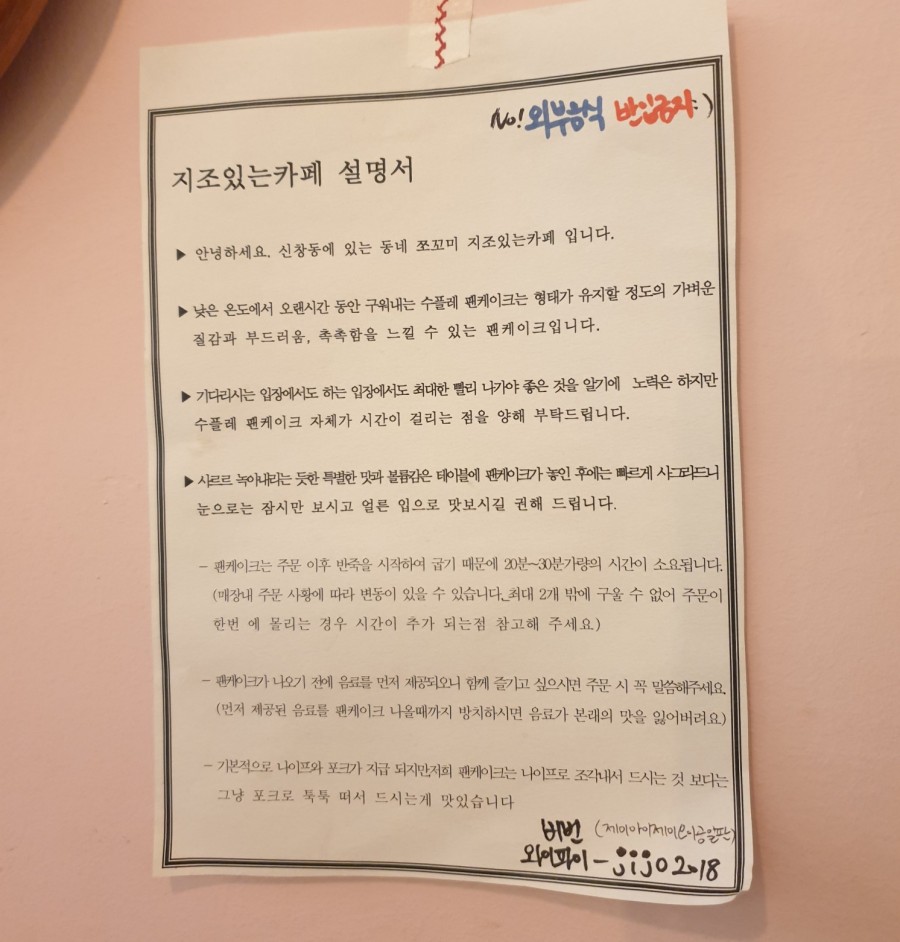 No! 외부음식 반입금지 : )
지조있는카페 설명서
▶ 안녕하세요. 신창동에 있는 동네 쪼꼬미 지조있는카페 입니다.
▶ 낮은 온도에서 오랜시간 동안 구워내는 수플레 팬케이크는 형태가 유지할 정도의 가벼운
질감과 부드러움, 촉촉함을 느낄 수 있는 팬케이크입니다.
▶ 기다리시는 입장에서도 하는 입장에서도 최대한 빨리 나가야 좋은 것을 알기에 노력은 하지만
수플레 팬케이크 자체가 시간이 걸리는 점을 양해 부탁드립니다.
▶ 사르르 녹아내리는 듯한 특별한 맛과 볼륨감은 테이블에 팬케이크가 놓인 후에는 빠르게 사그라드니
눈으로는 잠시만 보시고 얼른 입으로 맛보시길 권해 드립니다.
- 팬케이크는 주문 이후 반죽을 시작하여 굽기 때문에 20분~30분가량의 시간이 소요됩니다.
(매장내 주문 사황에 따라 변동이 있을 수 있습니다. 최대 2개 밖에 구울 수 없어 주문이
한번 에 몰리는 경우 시간이 추가 되는점 참고해 주세요)
- 팬케이크가 나오기 전에 음료를 먼저 제공되오니 함께 즐기고 싶으시면 주문 시 꼭 말씀해주세요.
(먼저 제공된 음료를 팬케이크 나올때까지 방치하시면 음료가 본래의 맛을 잃어버려요)
- 기본적으로 나이프와 포크가 지급 되지만저희 팬케이크는 나이프로 조각내서 드시는 것 보다는
그냥 포크로 툭툭 떠서 드시는게 맛있습니다
비번 (제이아이제이오이공일팔)
와이파이 - jijo2018